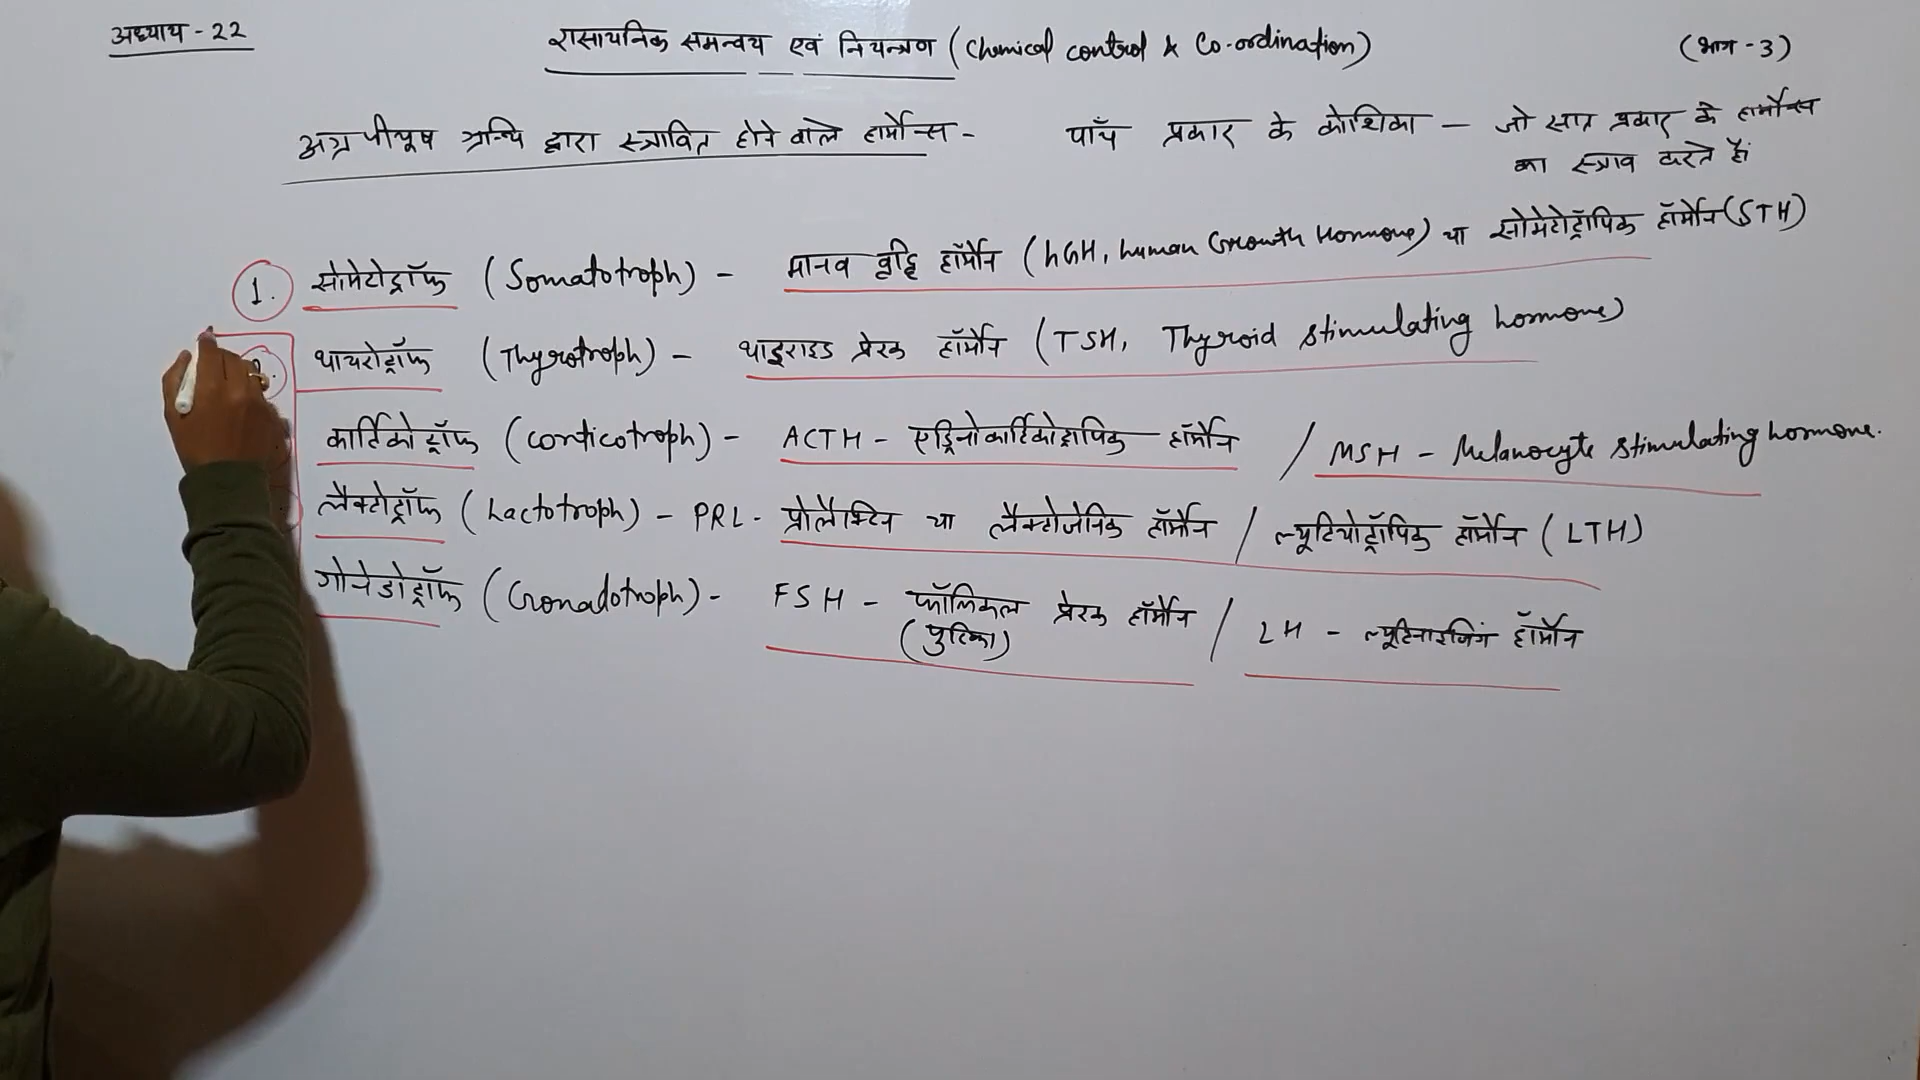 अध्याय - 22
रासायनिक समन्वय एवं नियन्त्रण (Chemical control & Co-ordination)
(भाग - 3)
अग्र पीयूष ग्रन्थि द्वारा स्त्रावित होने वाले हार्मोन्स - पाँच प्रकार के कोशिका - जो सात प्रकार के हार्मोन्स
का स्त्राव करते हैं।
1. सोमेटोट्रॉफ (Somatotroph) - मानव वृद्धि हॉर्मोन (hGH, human Growth Hormone) या सोमेटोट्रॉपिक हॉर्मोन (STH)
2. थायरोट्रॉफ (Thyrotroph) - थाइराइड प्रेरक हॉर्मोन (TSH, Thyroid stimulating hormone)
कार्टिकोट्रॉफ (corticotroph) - ACTH - एड्रिनोकार्टिकोट्रापिक हॉर्मोन / MSH - Melanocyte stimulating hormone.
लैक्टोट्रॉफ (Lactotroph) - PRL - प्रोलैक्टिन या लैक्टोजेनिक हॉर्मोन / ल्यूटियोट्रॉपिक हॉर्मोन (LTH)
गोनेडोट्रॉफ (Gonadotroph) - FSH - फॉलिकल प्रेरक हॉर्मोन / LH - ल्यूटिनाइजिंग हॉर्मोन
(पुटिका)